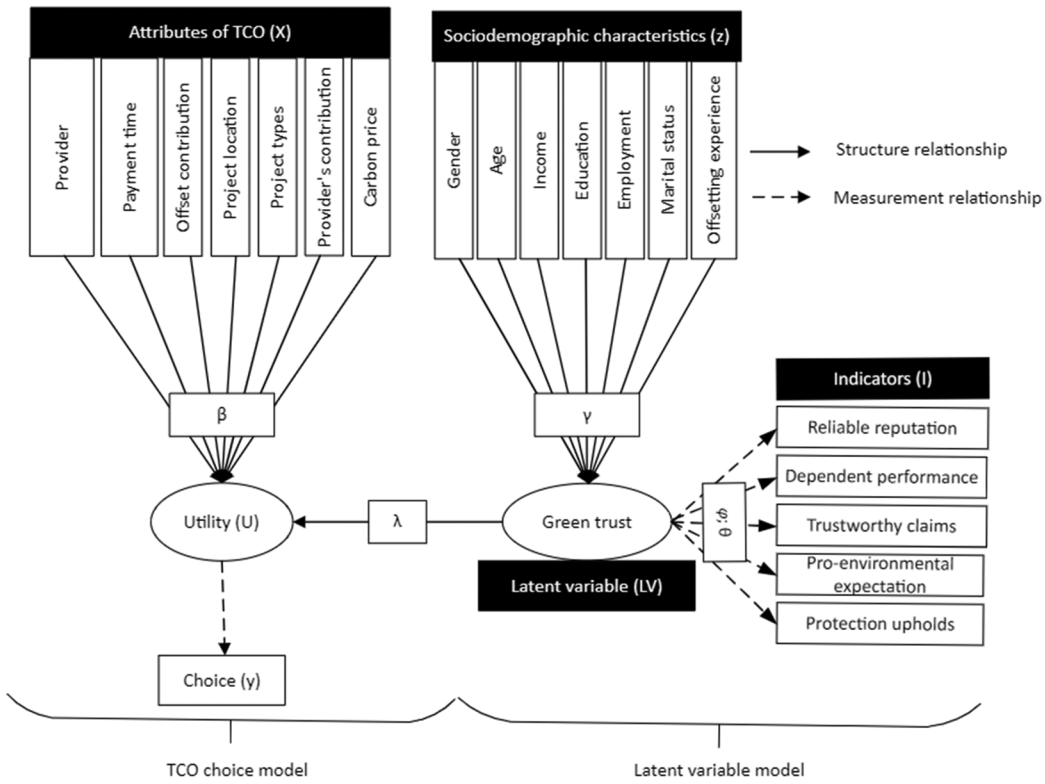 Attributes of TCO (X)
Provider
Payment time
Offset contribution
Project location
Project types
Provider's contribution
Carbon price
Sociodemographic characteristics (z)
Gender
Age
Income
Education
Employment
Marital status
Offsetting experience
Structure relationship
Measurement relationship
β
γ
Indicators (I)
Reliable reputation
Dependent performance
Trustworthy claims
Pro-environmental
expectation
Protection upholds
θ,φ
Utility (U)
λ
Green trust
Latent variable (LV)
Choice (y)
TCO choice model
Latent variable model